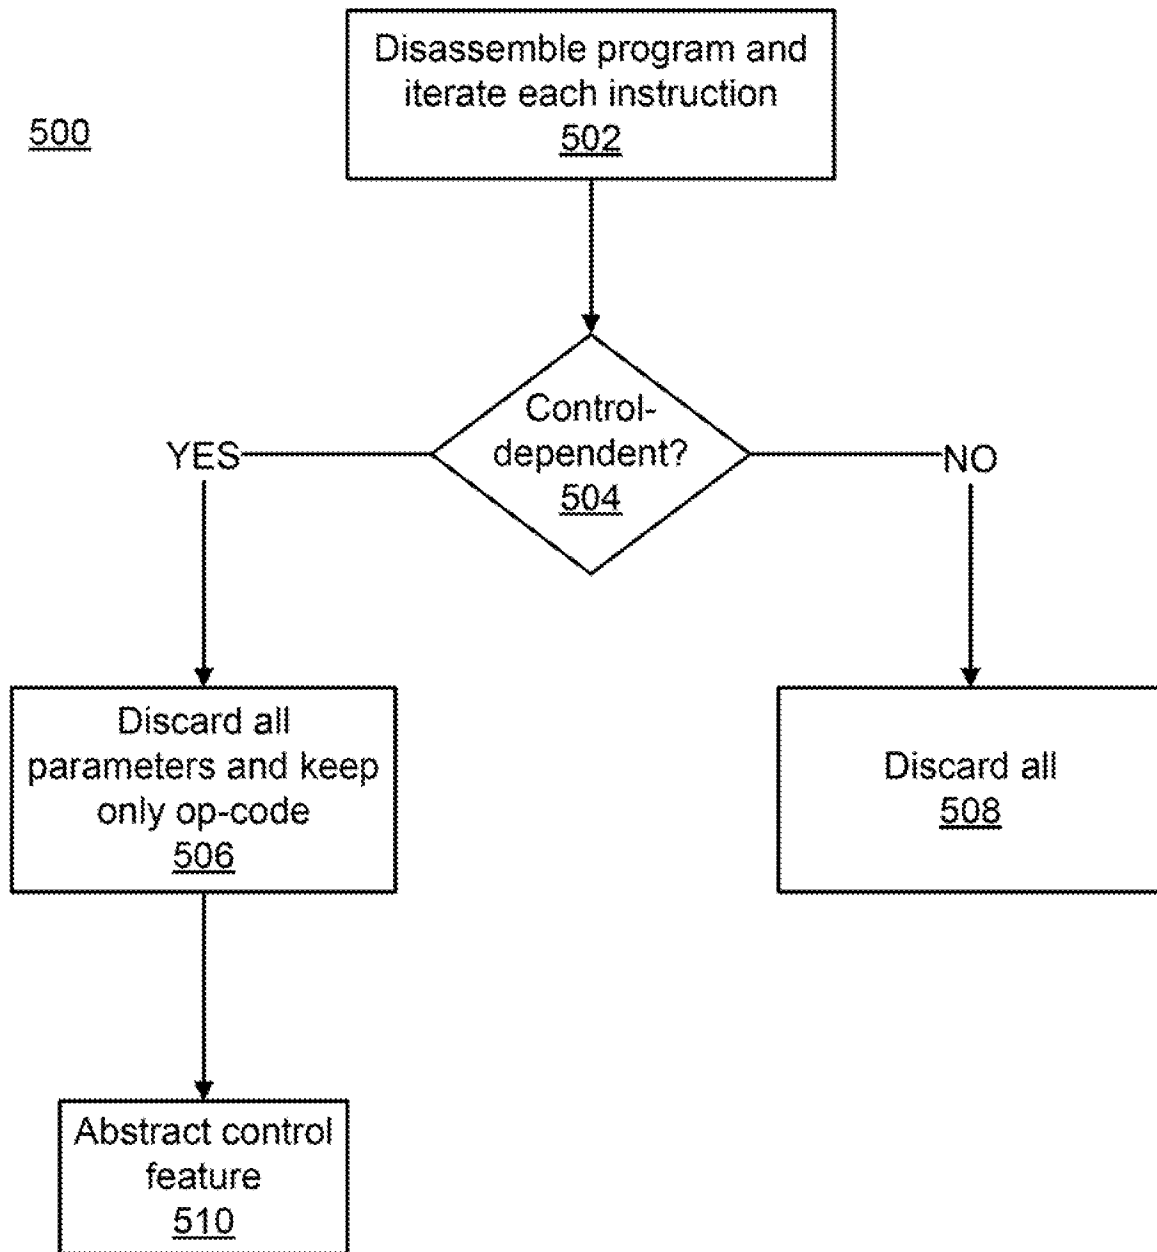 Disassemble program and
iterate each instruction
502
500
Control-
dependent?
504
YES
NO
Discard all
parameters and keep
only op-code
506
Discard all
508
Abstract control
feature
510